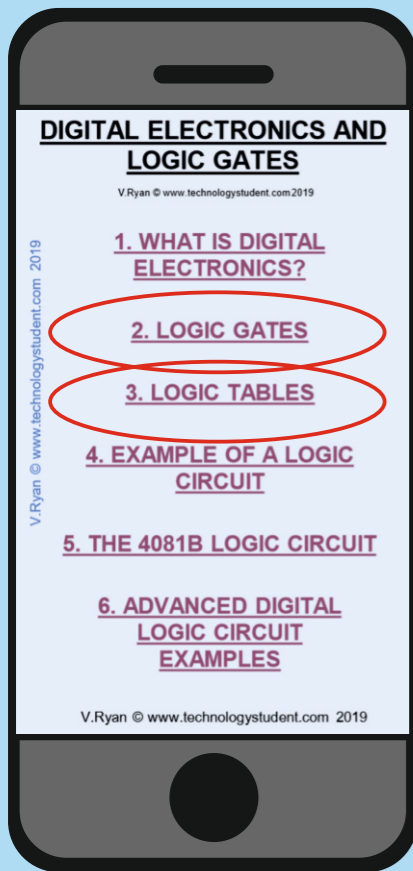 DIGITAL ELECTRONICS AND
LOGIC GATES
V.Ryan © www.technologystudent.com 2019
V.Ryan © www.technologystudent.com 2019
1. WHAT IS DIGITAL
ELECTRONICS?
2. LOGIC GATES
3. LOGIC TABLES
4. EXAMPLE OF A LOGIC
CIRCUIT
5. THE 4081B LOGIC CIRCUIT
6. ADVANCED DIGITAL
LOGIC CIRCUIT
EXAMPLES
V.Ryan © www.technologystudent.com 2019